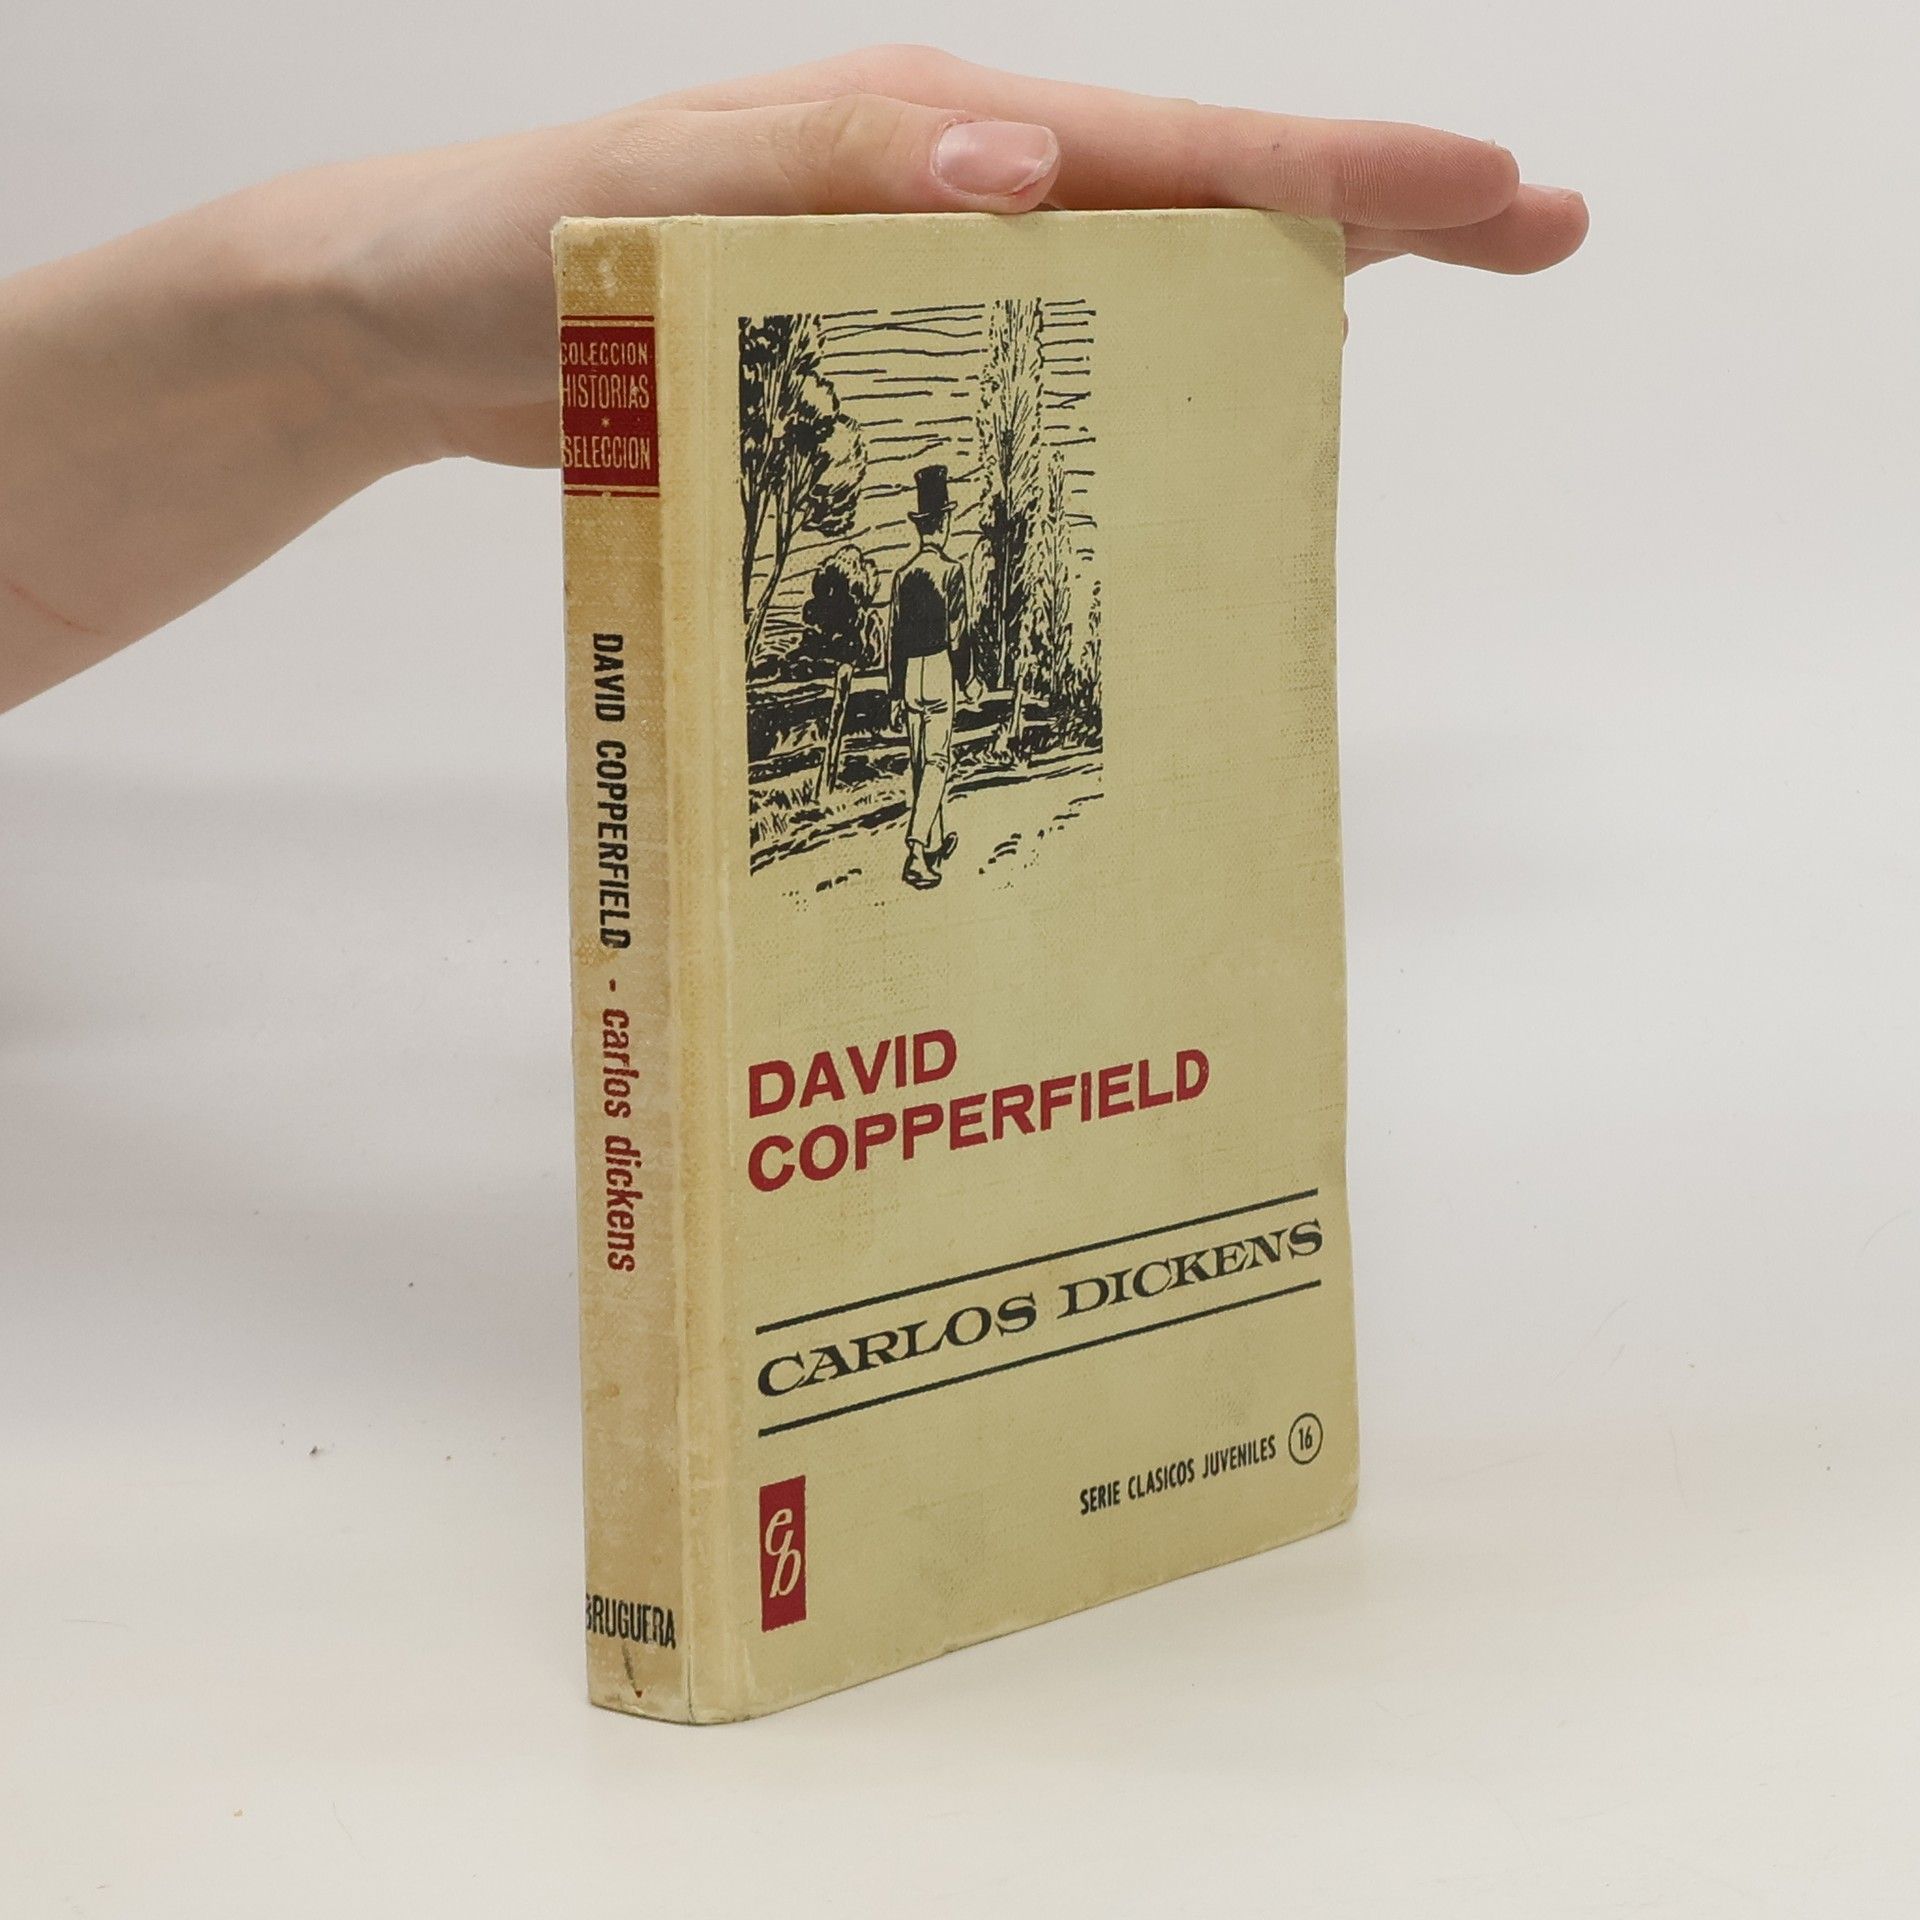 COLECCION
HISTORIAS
*
SELECCION
DAVID COPPERFIELD - carlos dickens
BRUGUERA
DAVID
COPPERFIELD
CARLOS DICKENS
SERIE CLASICOS JUVENILES 16
eb